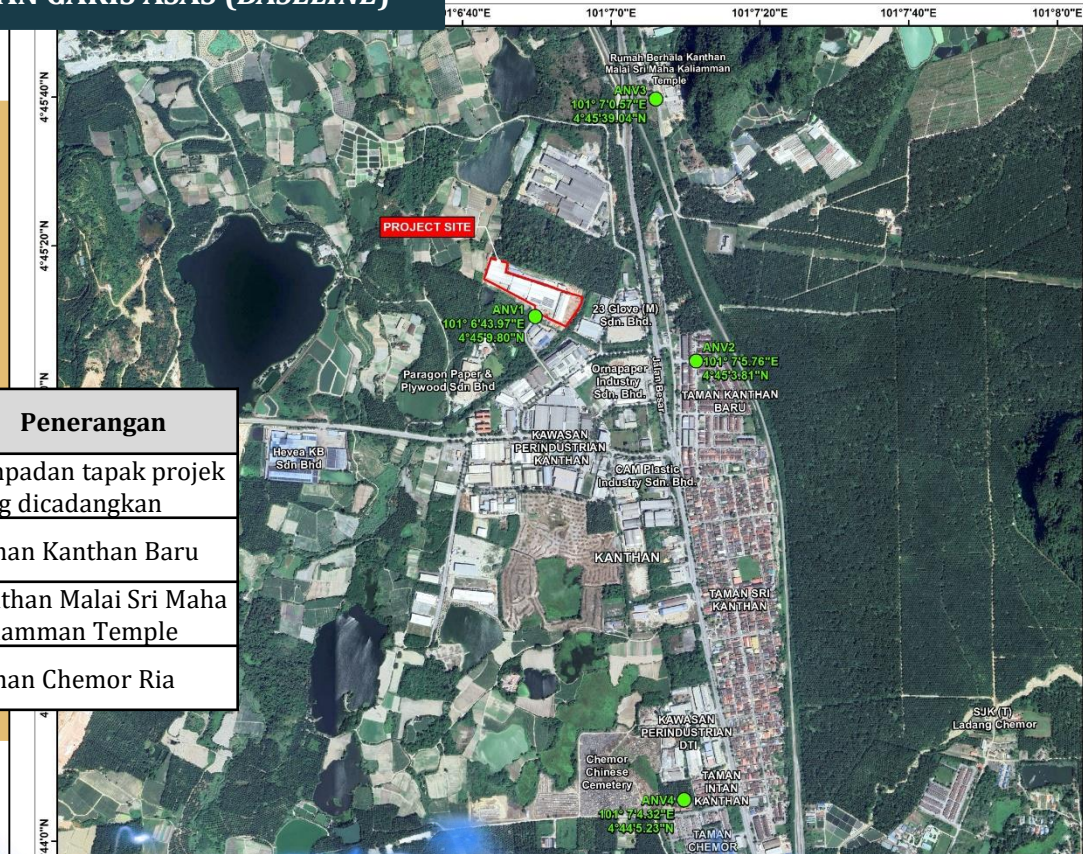 AN GARIS ASAS (BASELINE)
1°6'40"E
101°7'0"E
101°7'20"E
101°7'40"E
101°8'0"E
4°45'40"N
4°45'20"N
"N
4
44'0"N
Rumah Berhala Kanthan
Malai Sri Maha Kaliamman
Temple
ANV3
101° 7'0.57"E
4°45'39.04"N
PROJECT SITE
ANV1
101° 6'43.97"E
4°45'9.80"N
23 Glove (M)
Sdn. Bhd.
ANV2
101° 7'5.76"E
4°45'3.81"N
Jalan Besar
Paragon Paper &
Plywood Sdn Bhd
Ornapaper
Industry
Sdn. Bhd.
TAMAN KANTHAN
BARU
Penerangan
npadan tapak projek
g dicadangkan
nan Kanthan Baru
than Malai Sri Maha
iamman Temple
nan Chemor Ria
Hevea KB
Sdn Bhd
KAWASAN
PERINDUSTRIAN
KANTHAN
CAM Plastic
Industry Sdn. Bhd.
KANTHAN
TAMAN SRI
KANTHAN
SJK (T)
Ladang Chemor
KAWASAN
PERINDUSTRIAN
DTI
Chemor
Chinese
Cemetery
TAMAN
INTAN
KANTHAN
ANV4
101° 7'4.32"E
4°44'5.23"N
TAMAN
CHEMOR